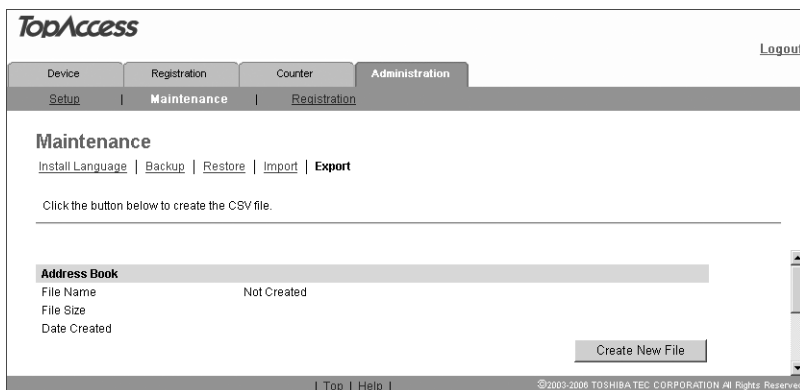 TopAccess
Logout
Device Registration Counter Administration
Setup | Maintenance | Registration
Maintenance
Install Language | Backup | Restore | Import | Export
Click the button below to create the CSV file.
Address Book
File Name Not Created
File Size
Date Created
Create New File
| Top | Help |
©2003-2006 TOSHIBA TEC CORPORATION All Rights Reserved